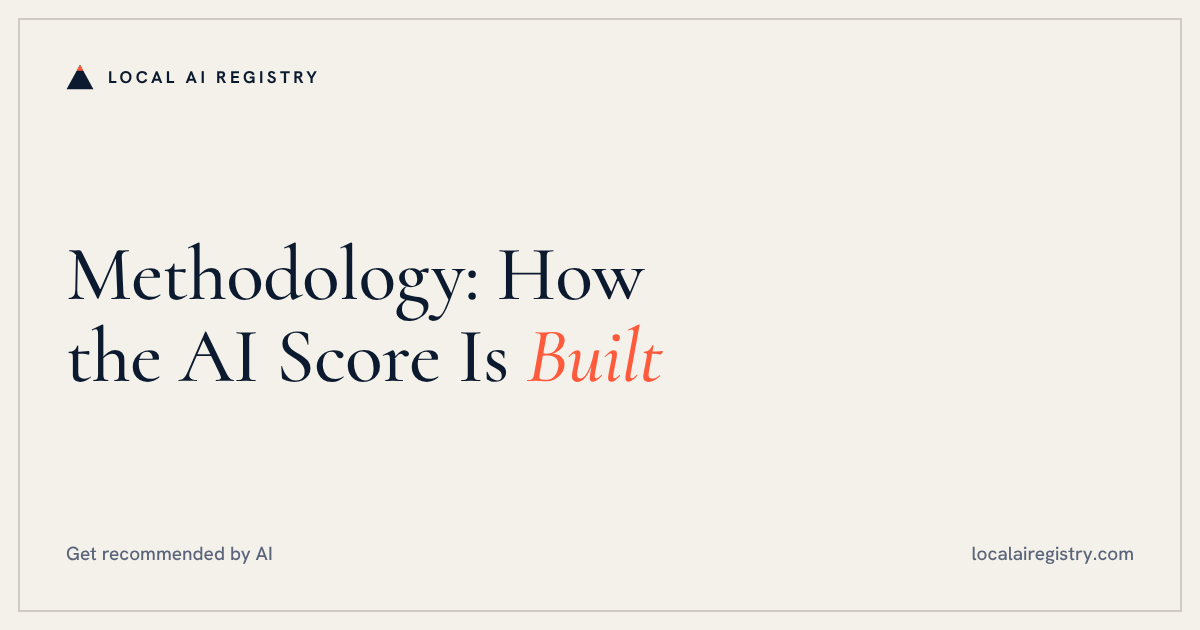 LOCAL AI REGISTRY
Methodology: How
the AI Score Is Built
Get recommended by AI
localairegistry.com